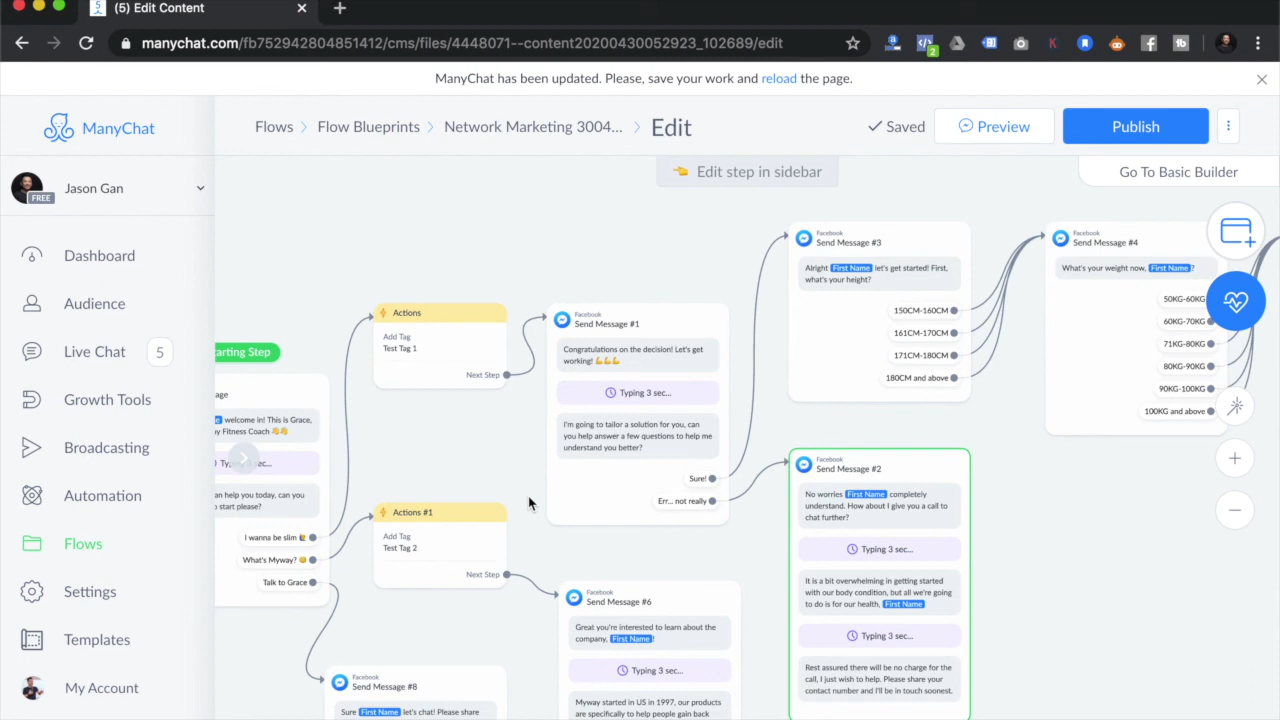 (5) Edit Content
manychat.com/fb752942804851412/cms/files/4448071--content20200430052923_102689/edit
2
ManyChat has been updated. Please, save your work and reload the page.
ManyChat
Flows
Flow Blueprints
Network Marketing 3004...
Edit
Saved
Preview
Publish
Jason Gan
FREE
Edit step in sidebar
Go To Basic Builder
Dashboard
Audience
Live Chat
5
Growth Tools
Broadcasting
Automation
Flows
Settings
Templates
My Account
arting Step
age
welcome in! This is Grace,
y Fitness Coach
an help you today, can you
start please?
I wanna be slim
What's Myway?
Talk to Grace
Actions
Add Tag
Test Tag 1
Next Step
Actions #1
Add Tag
Test Tag 2
Next Step
Facebook
Send Message #1
Congratulations on the decision! Let's get
working!
Typing 3 sec...
I'm going to tailor a solution for you, can
you help answer a few questions to help me
understand you better?
Sure!
Err... not really
Facebook
Send Message #3
Alright First Name let's get started! First,
what's your height?
150CM-160CM
161CM-170CM
171CM-180CM
180CM and above
Facebook
Send Message #4
What's your weight now, First Name ?
50KG-60KG
60KG-70KG
71KG-80KG
80KG-90KG
90KG-100KG
100KG and above
Facebook
Send Message #2
No worries First Name completely
understand. How about I give you a call to
chat further?
Typing 3 sec...
It is a bit overwhelming in getting started
with our body condition, but all we're going
to do is for our health, First Name
Typing 3 sec...
Rest assured there will be no charge for the
call, I just wish to help. Please share your
contact number and I'll be in touch soonest.
Facebook
Send Message #6
Great you're interested to learn about the
company, First Name !
Typing 3 sec...
Myway started in US in 1997, our products
are specifically to help people gain back
Facebook
Send Message #8
Sure First Name let's chat! Please share